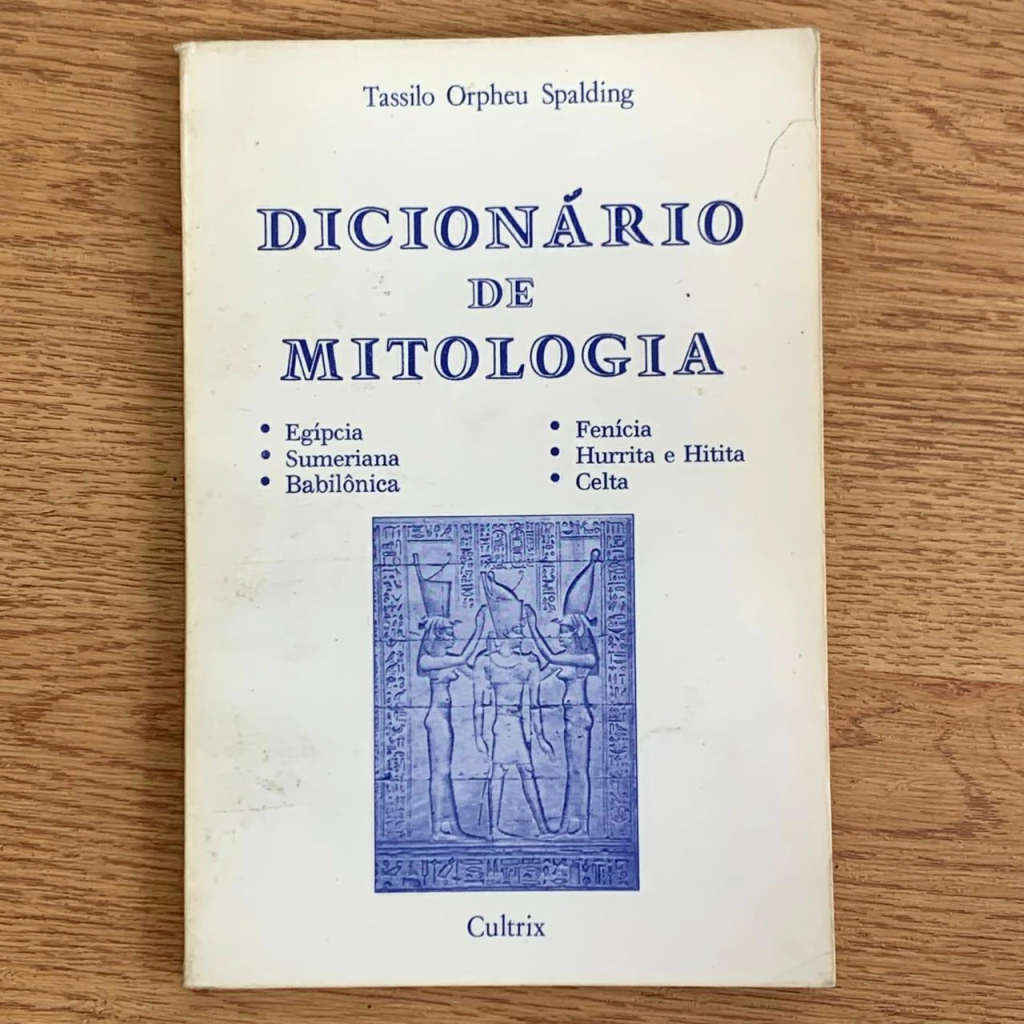 Tassilo Orpheu Spalding
DICIONÁRIO
DE
MITOLOGIA
• Egípcia
• Sumeriana
• Babilônica
• Fenícia
• Hurrita e Hitita
• Celta
Cultrix